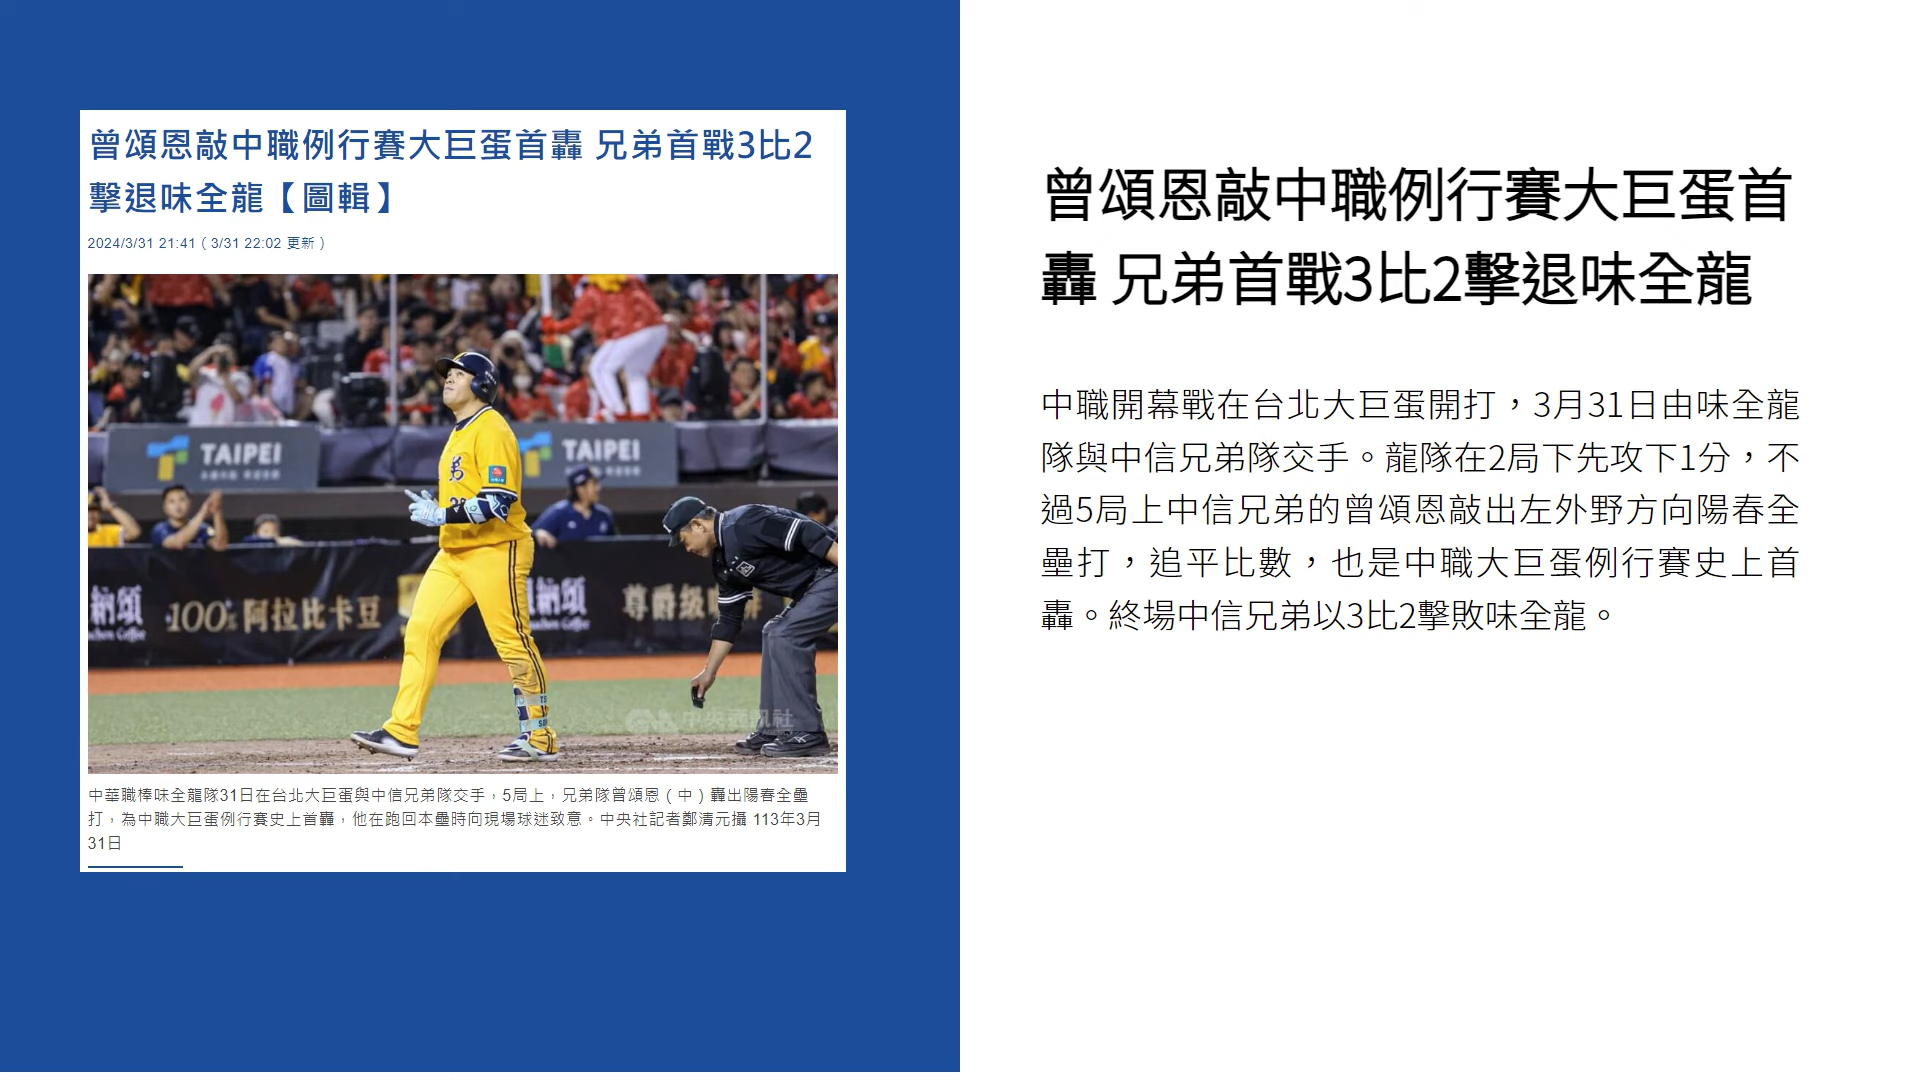 曾頌恩敲中職例行賽大巨蛋首轟 兄弟首戰3比2
擊退味全龍【圖輯】
2024/3/31 21:41（3/31 22:02 更新）
TAIPEI
TAIPEI
弟
100% 阿拉比卡豆
尊爵級
中央通訊社
中華職棒味全龍隊31日在台北大巨蛋與中信兄弟隊交手，5局上，兄弟隊曾頌恩（中）轟出陽春全壘
打，為中職大巨蛋例行賽史上首轟，他在跑回本壘時向現場球迷致意。中央社記者鄭清元攝 113年3月
31日
曾頌恩敲中職例行賽大巨蛋首
轟 兄弟首戰3比2擊退味全龍
中職開幕戰在台北大巨蛋開打，3月31日由味全龍
隊與中信兄弟隊交手。龍隊在2局下先攻下1分，不
過5局上中信兄弟的曾頌恩敲出左外野方向陽春全
壘打，追平比數，也是中職大巨蛋例行賽史上首
轟。終場中信兄弟以3比2擊敗味全龍。